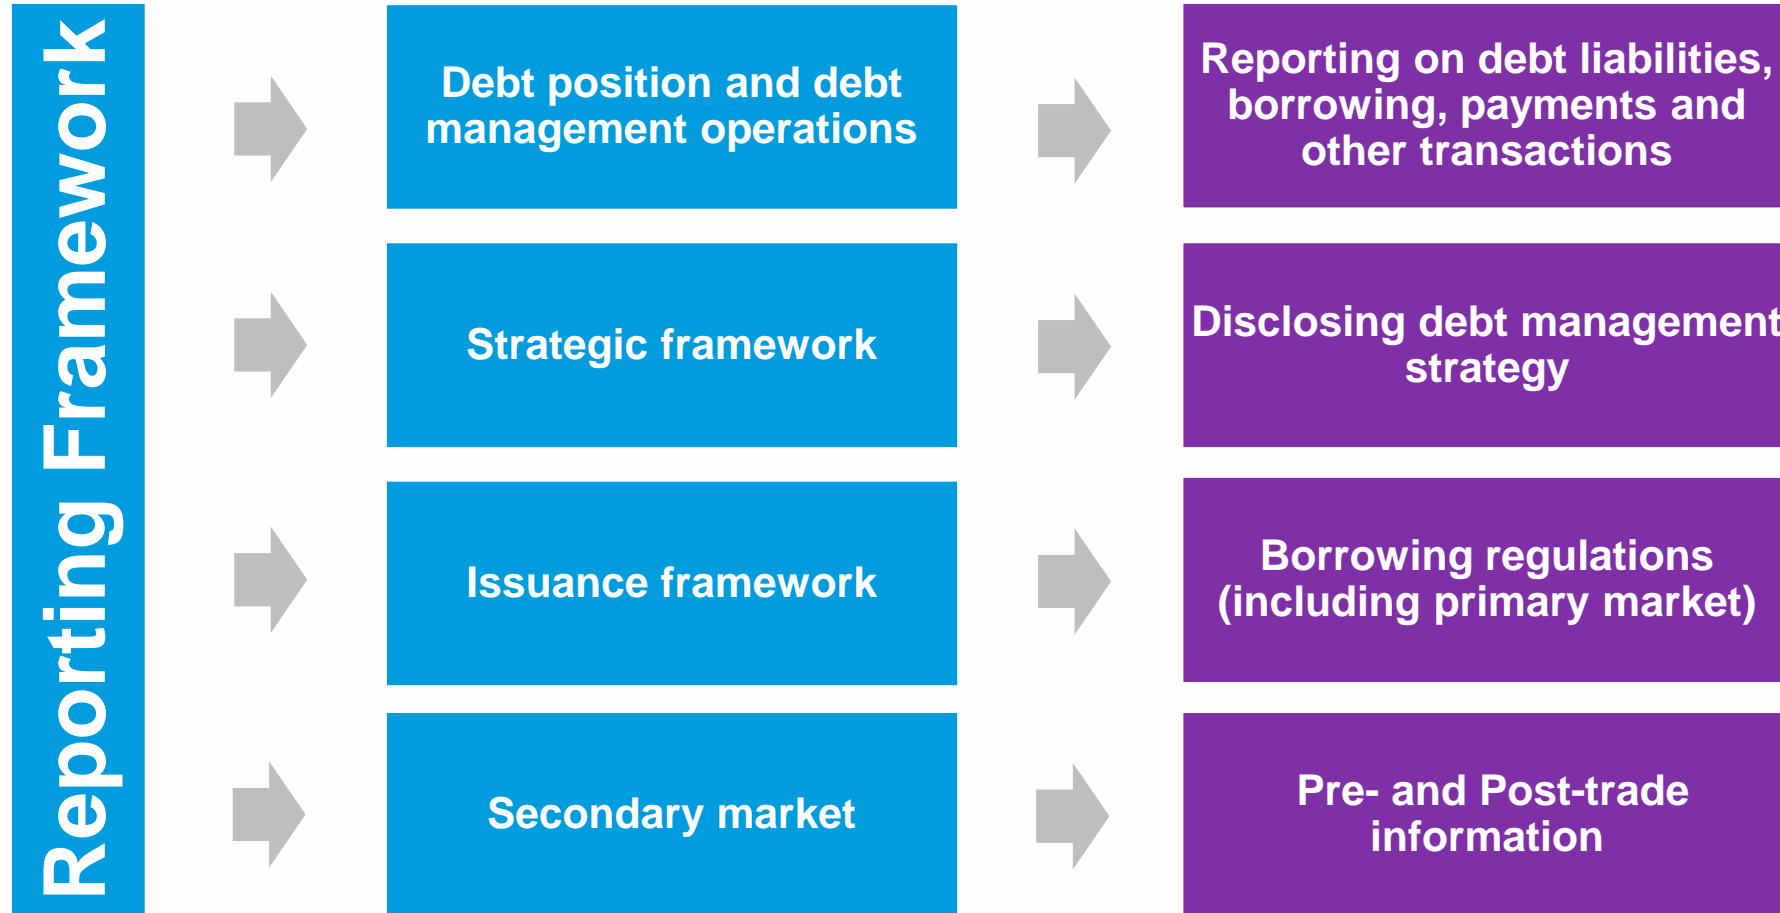 Reporting Framework
Debt position and debt
management operations
Reporting on debt liabilities,
borrowing, payments and
other transactions
Strategic framework
Disclosing debt management
strategy
Issuance framework
Borrowing regulations
(including primary market)
Secondary market
Pre- and Post-trade
information